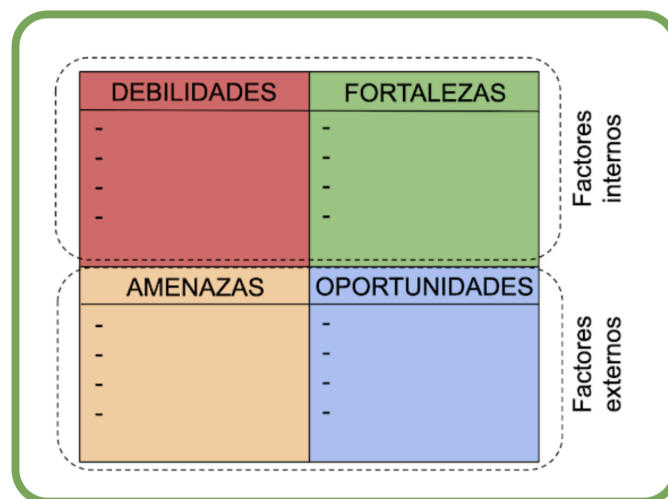 DEBILIDADES
FORTALEZAS
-
-
-
-
-
-
-
-
Factores
internos
AMENAZAS
OPORTUNIDADES
-
-
-
-
-
-
-
-
Factores
externos